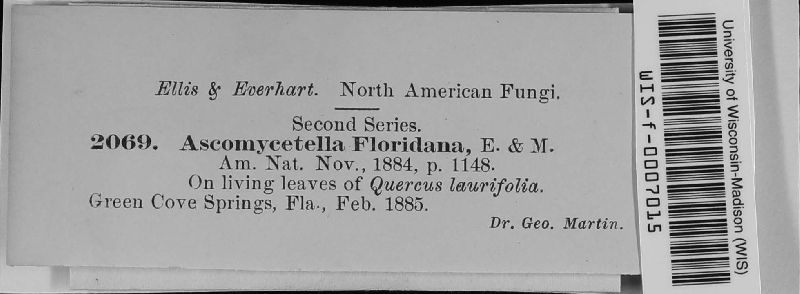 Ellis & Everhart. North American Fungi.
Second Series.
2069. Ascomycetella Floridana, E. & M.
Am. Nat. Nov., 1884, p. 1148.
On living leaves of Quercus laurifolia.
Green Cove Springs, Fla., Feb. 1885.
Dr. Geo. Martin.
WIS-f-0007015
University of Wisconsin-Madison (WIS)